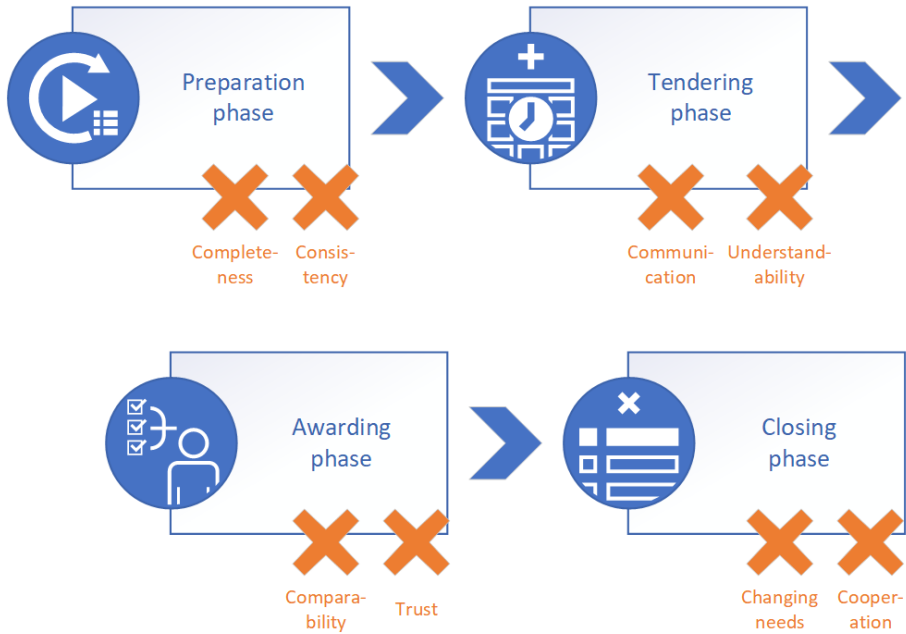 Preparation
phase
Tendering
phase
Complete-
ness
Consis-
tency
Communi-
cation
Understand-
ability
Awarding
phase
Closing
phase
Compara-
bility
Trust
Changing
needs
Cooper-
ation